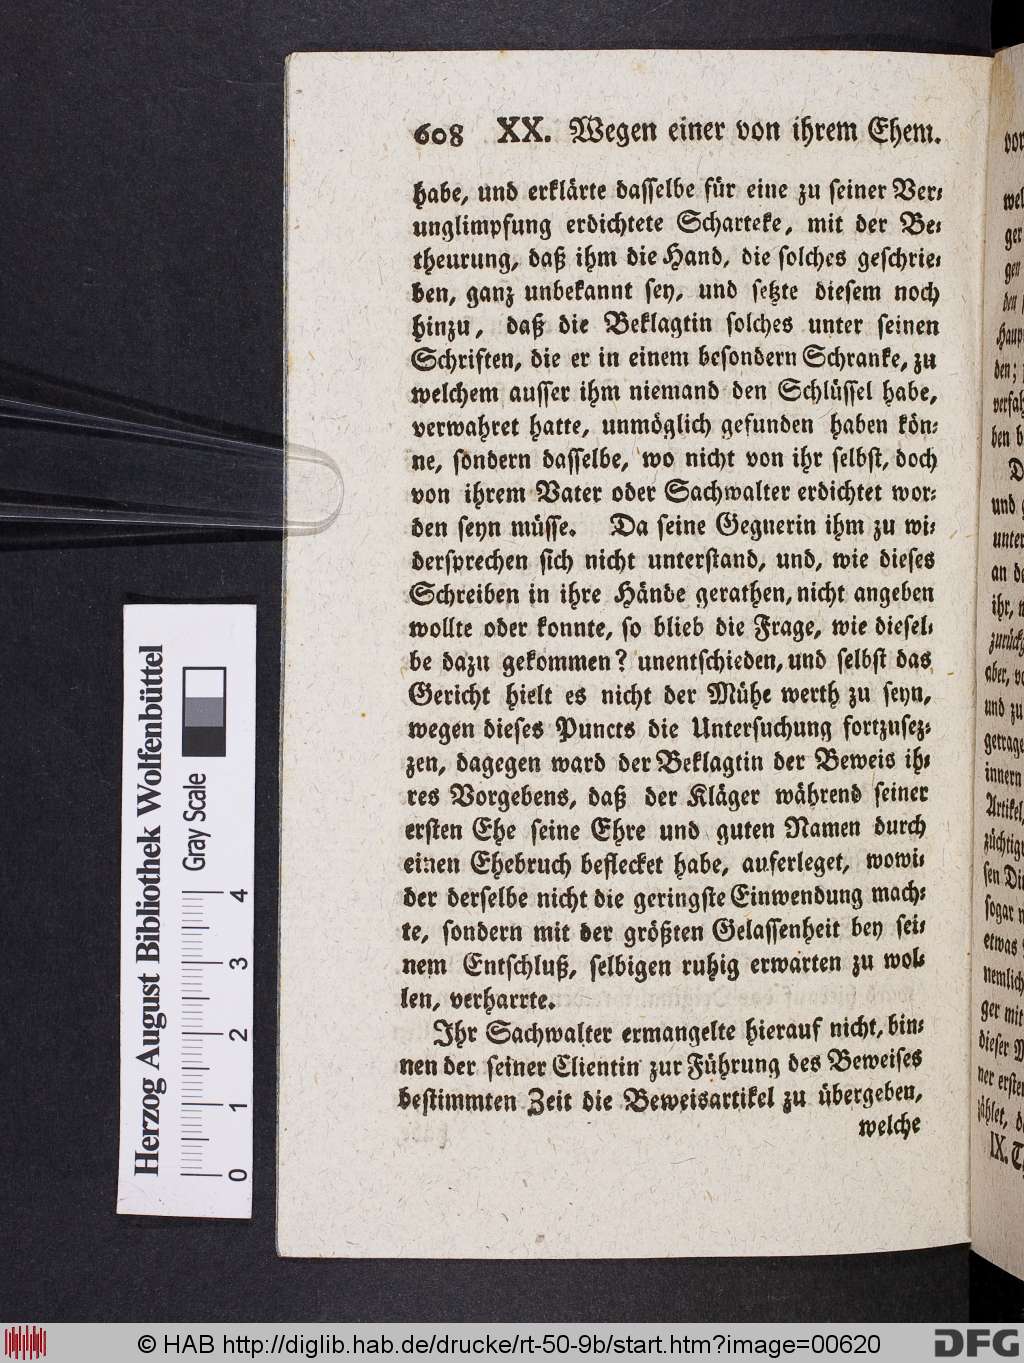 608 XX. Wegen einer von ihrem Ehem.
habe, und erklärte dasselbe für eine zu seiner Ver-
unglimpfung erdichtete Scharteke, mit der Be-
theurung, daß ihm die Hand, die solches geschrie-
ben, ganz unbekannt sey, und setzte diesem noch
hinzu, daß die Beklagtin solches unter seinen
Schriften, die er in einem besondern Schranke, zu
welchem ausser ihm niemand den Schlüssel habe,
verwahret hatte, unmöglich gefunden haben kön-
ne, sondern dasselbe, wo nicht von ihr selbst, doch
von ihrem Vater oder Sachwalter erdichtet wor-
den seyn müsse. Da seine Gegnerin ihm zu wi-
dersprechen sich nicht unterstand, und, wie dieses
Schreiben in ihre Hände gerathen, nicht angeben
wollte oder konnte, so blieb die Frage, wie diesel-
be dazu gekommen? unentschieden, und selbst das
Gericht hielt es nicht der Mühe werth zu seyn,
wegen dieses Puncts die Untersuchung fortzusez-
zen, dagegen ward der Beklagtin der Beweis ih-
res Vorgebens, daß der Kläger während seiner
ersten Ehe seine Ehre und guten Namen durch
einen Ehebruch beflecket habe, auferleget, wowi-
der derselbe nicht die geringste Einwendung mach-
te, sondern mit der größten Gelassenheit bey sei-
nem Entschluß, selbigen ruhig erwarten zu wol-
len, verharrte.
Ihr Sachwalter ermangelte hierauf nicht, bin-
nen der seiner Clientin zur Führung des Beweises
bestimmten Zeit die Beweisartikel zu übergeben,
welche
Herzog August Bibliothek Wolfenbüttel
Gray Scale
0 1 2 3 4
© HAB http://diglib.hab.de/drucke/rt-50-9b/start.htm?image=00620
DFG